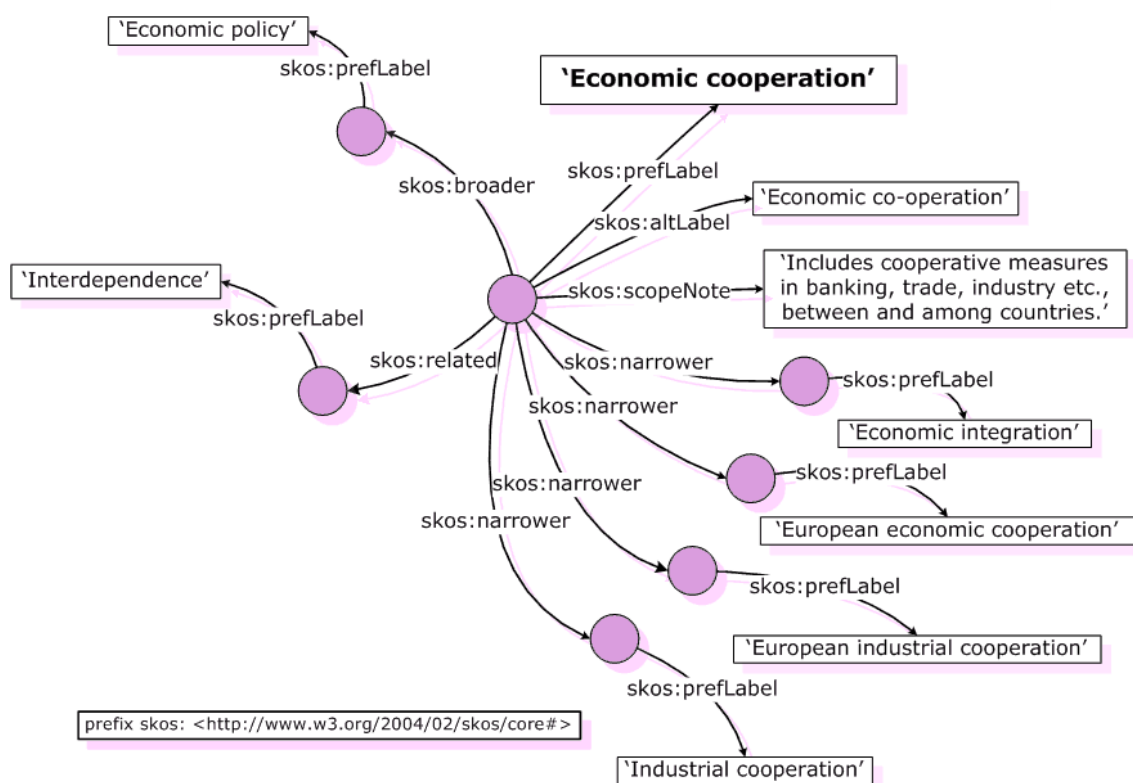 ‘Economic policy’
skos:prefLabel
‘Economic cooperation’
skos:prefLabel
skos:broader
‘Economic co-operation’
skos:altLabel
‘Interdependence’
skos:prefLabel
‘Includes cooperative measures
in banking, trade, industry etc.,
between and among countries.’
skos:scopeNote
skos:related
skos:narrower
skos:prefLabel
‘Economic integration’
skos:narrower
skos:prefLabel
‘European economic cooperation’
skos:narrower
skos:prefLabel
‘European industrial cooperation’
skos:narrower
skos:prefLabel
‘Industrial cooperation’
prefix skos: <http://www.w3.org/2004/02/skos/core#>